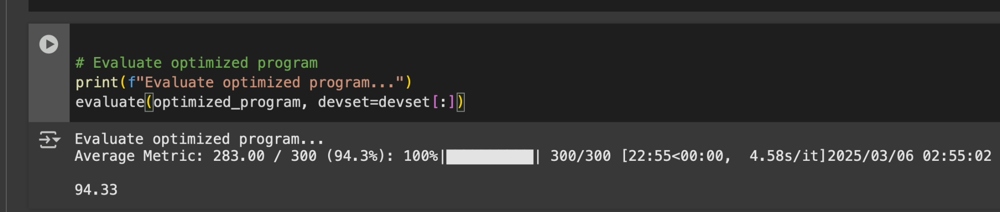 # Evaluate optimized program
print(f"Evaluate optimized program...")
evaluate(optimized_program, devset=devset[:])
Evaluate optimized program...
Average Metric: 283.00 / 300 (94.3%): 100%|██████████| 300/300 [22:55<00:00,  4.58s/it]2025/03/06 02:55:02
94.33